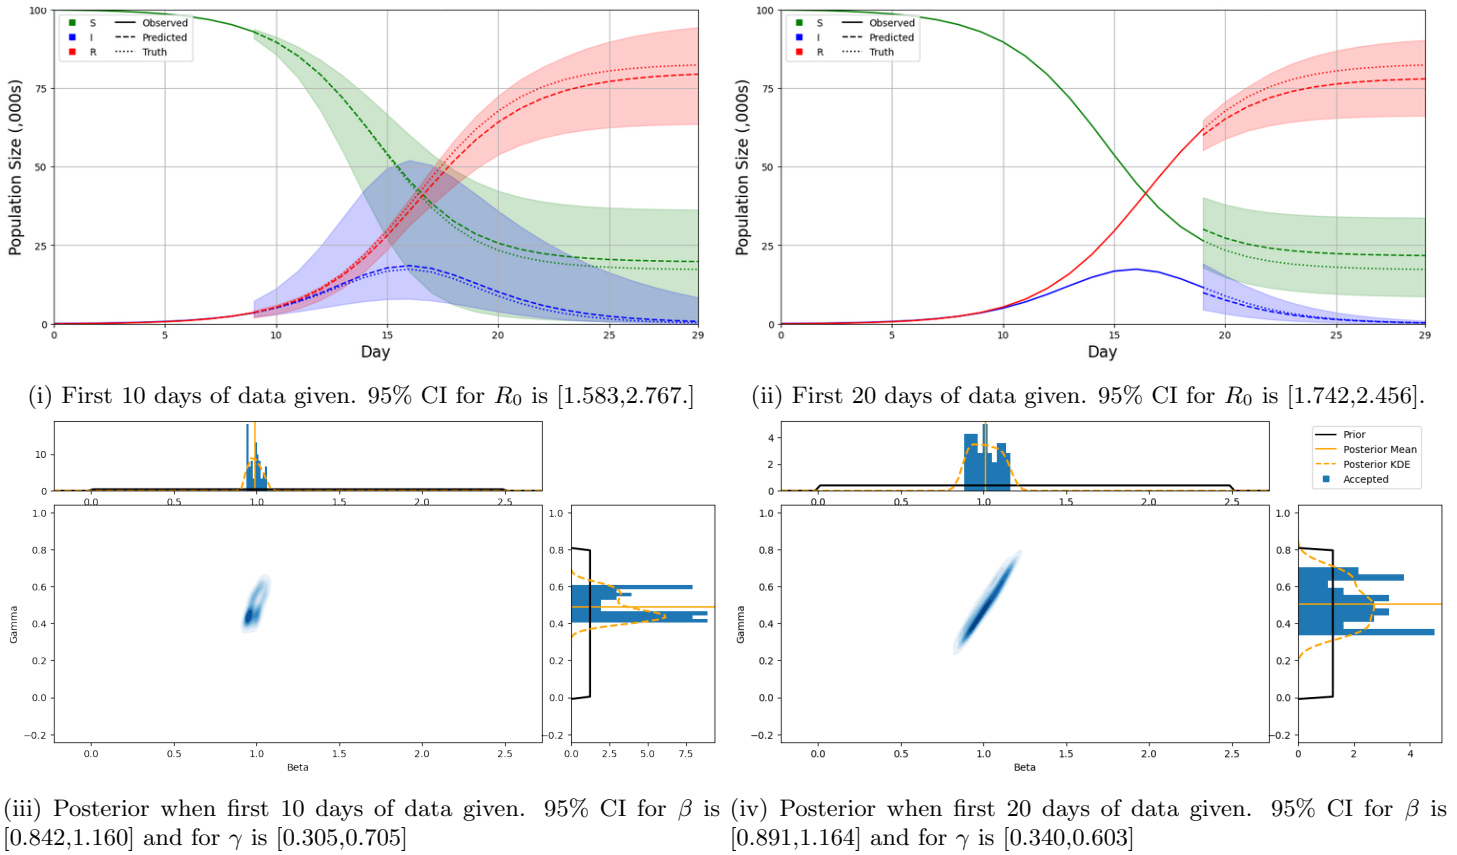 100
75
50
25
0
0
5
10
15
20
25
29
Population Size (,000s)
Day
S
I
R
Observed
Predicted
Truth
100
75
50
25
0
0
5
10
15
20
25
29
Population Size (,000s)
Day
S
I
R
Observed
Predicted
Truth
(i) First 10 days of data given. 95% CI for R₀ is [1.583,2.767.]
(ii) First 20 days of data given. 95% CI for R₀ is [1.742,2.456].
10
0
0.0 0.5 1.0 1.5 2.0 2.5
1.0
0.8
0.6
0.4
0.2
0.0
−0.2
Gamma
0.0 0.5 1.0 1.5 2.0 2.5
Beta
1.0
0.8
0.6
0.4
0.2
0.0
−0.2
0.0 2.5 5.0 7.5
4
2
0
0.0 0.5 1.0 1.5 2.0 2.5
Prior
Posterior Mean
Posterior KDE
Accepted
1.0
0.8
0.6
0.4
0.2
0.0
−0.2
Gamma
0.0 0.5 1.0 1.5 2.0 2.5
Beta
1.0
0.8
0.6
0.4
0.2
0.0
−0.2
0 2 4
(iii) Posterior when first 10 days of data given. 95% CI for β is
[0.842,1.160] and for γ is [0.305,0.705]
(iv) Posterior when first 20 days of data given. 95% CI for β is
[0.891,1.164] and for γ is [0.340,0.603]